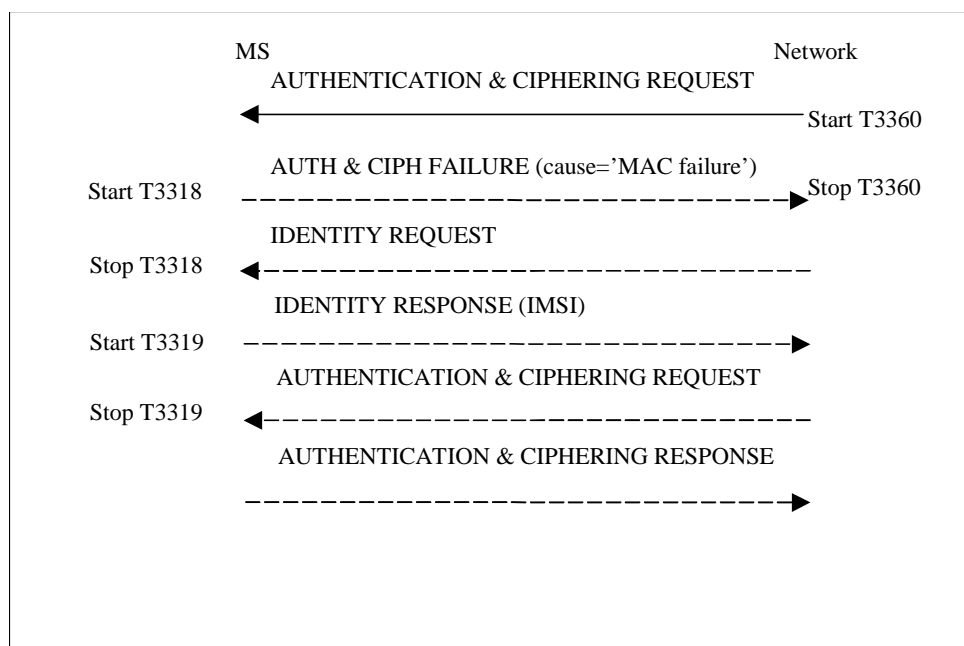 MS Network
AUTHENTICATION & CIPHERING REQUEST
Start T3360
AUTH & CIPH FAILURE (cause=’MAC failure’)
Start T3318 Stop T3360
IDENTITY REQUEST
Stop T3318
IDENTITY RESPONSE (IMSI)
Start T3319
AUTHENTICATION & CIPHERING REQUEST
Stop T3319
AUTHENTICATION & CIPHERING RESPONSE